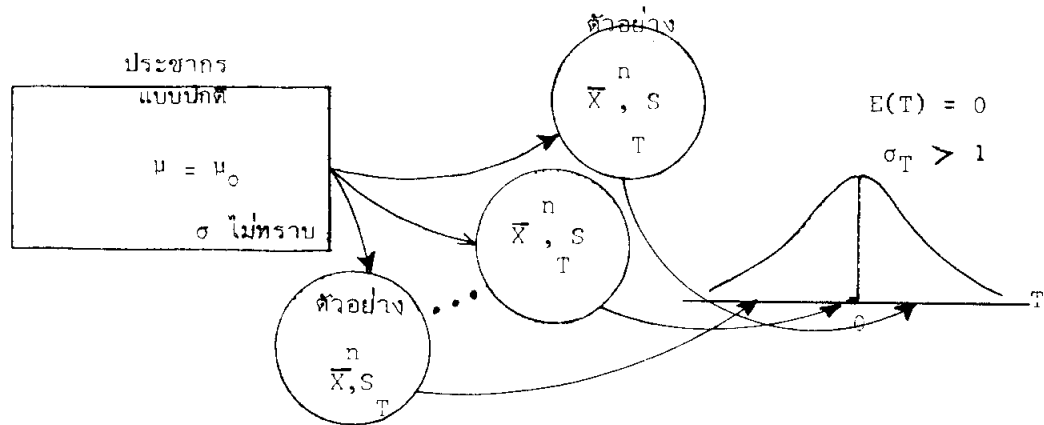 ประชากร
แบบปกติ
μ = μ₀
σ ไม่ทราบ
ตัวอย่าง
n
X̅ , S
T
n
X̅ , S
T
ตัวอย่าง
n
X̅,S
T
E(T) = 0
σ_T > 1
0
T